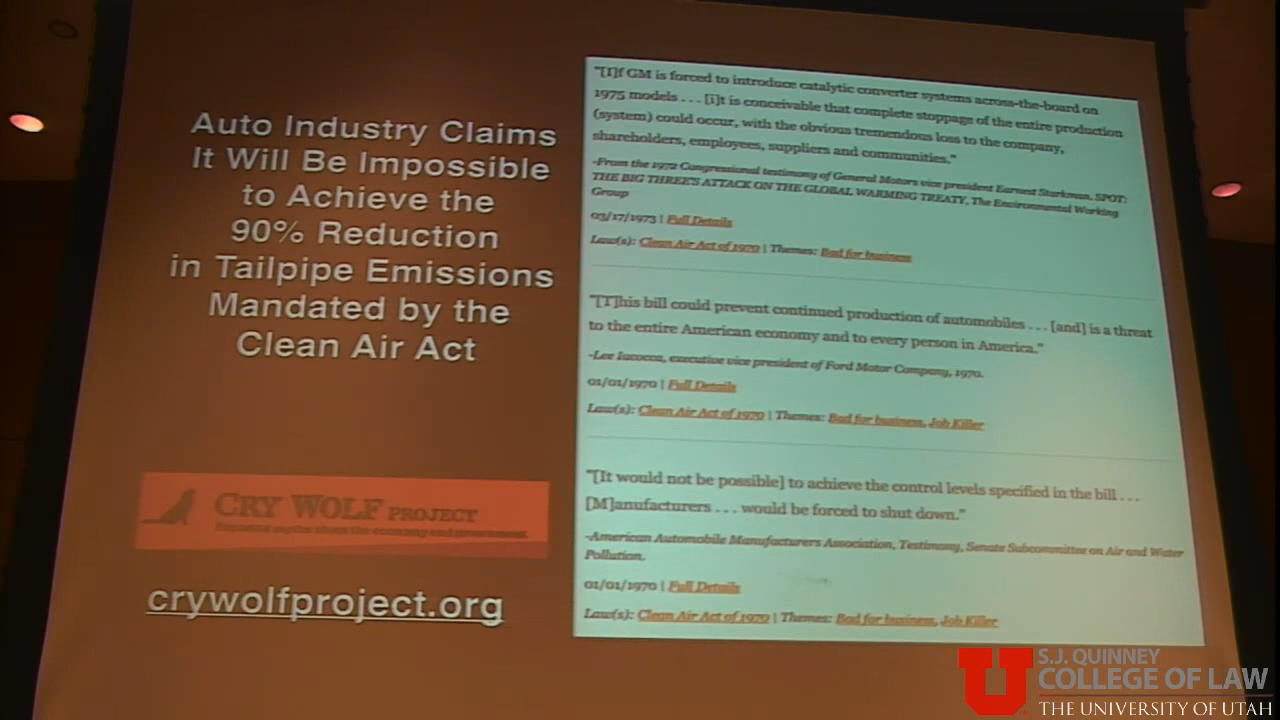 Auto Industry Claims
It Will Be Impossible
to Achieve the
90% Reduction
in Tailpipe Emissions
Mandated by the
Clean Air Act
CRY WOLF PROJECT
crywolfproject.org
"[I]f GM is forced to introduce catalytic converter systems across-the-board on
1975 models . . . [i]t is conceivable that complete stoppage of the entire production
(system) could occur, with the obvious tremendous loss to the company,
shareholders, employees, suppliers and communities."
-From the 1972 Congressional testimony of General Motors vice president Earnest Starkman. SPOT:
THE BIG THREE'S ATTACK ON THE GLOBAL WARMING TREATY, The Environmental Working
Group
03/17/1973 | Full Details
Law(s): Clean Air Act of 1970 | Themes: Bad for business
"[T]his bill could prevent continued production of automobiles . . . [and] is a threat
to the entire American economy and to every person in America."
-Lee Iacocca, executive vice president of Ford Motor Company, 1970.
01/01/1970 | Full Details
Law(s): Clean Air Act of 1970 | Themes: Bad for business, Job Killer
"[It would not be possible] to achieve the control levels specified in the bill . . .
[M]anufacturers . . . would be forced to shut down."
-American Automobile Manufacturers Association, Testimony, Senate Subcommittee on Air and Water
Pollution.
01/01/1970 | Full Details
Law(s): Clean Air Act of 1970 | Themes: Bad for business, Job Killer
U
S.J. QUINNEY
COLLEGE OF LAW
THE UNIVERSITY OF UTAH